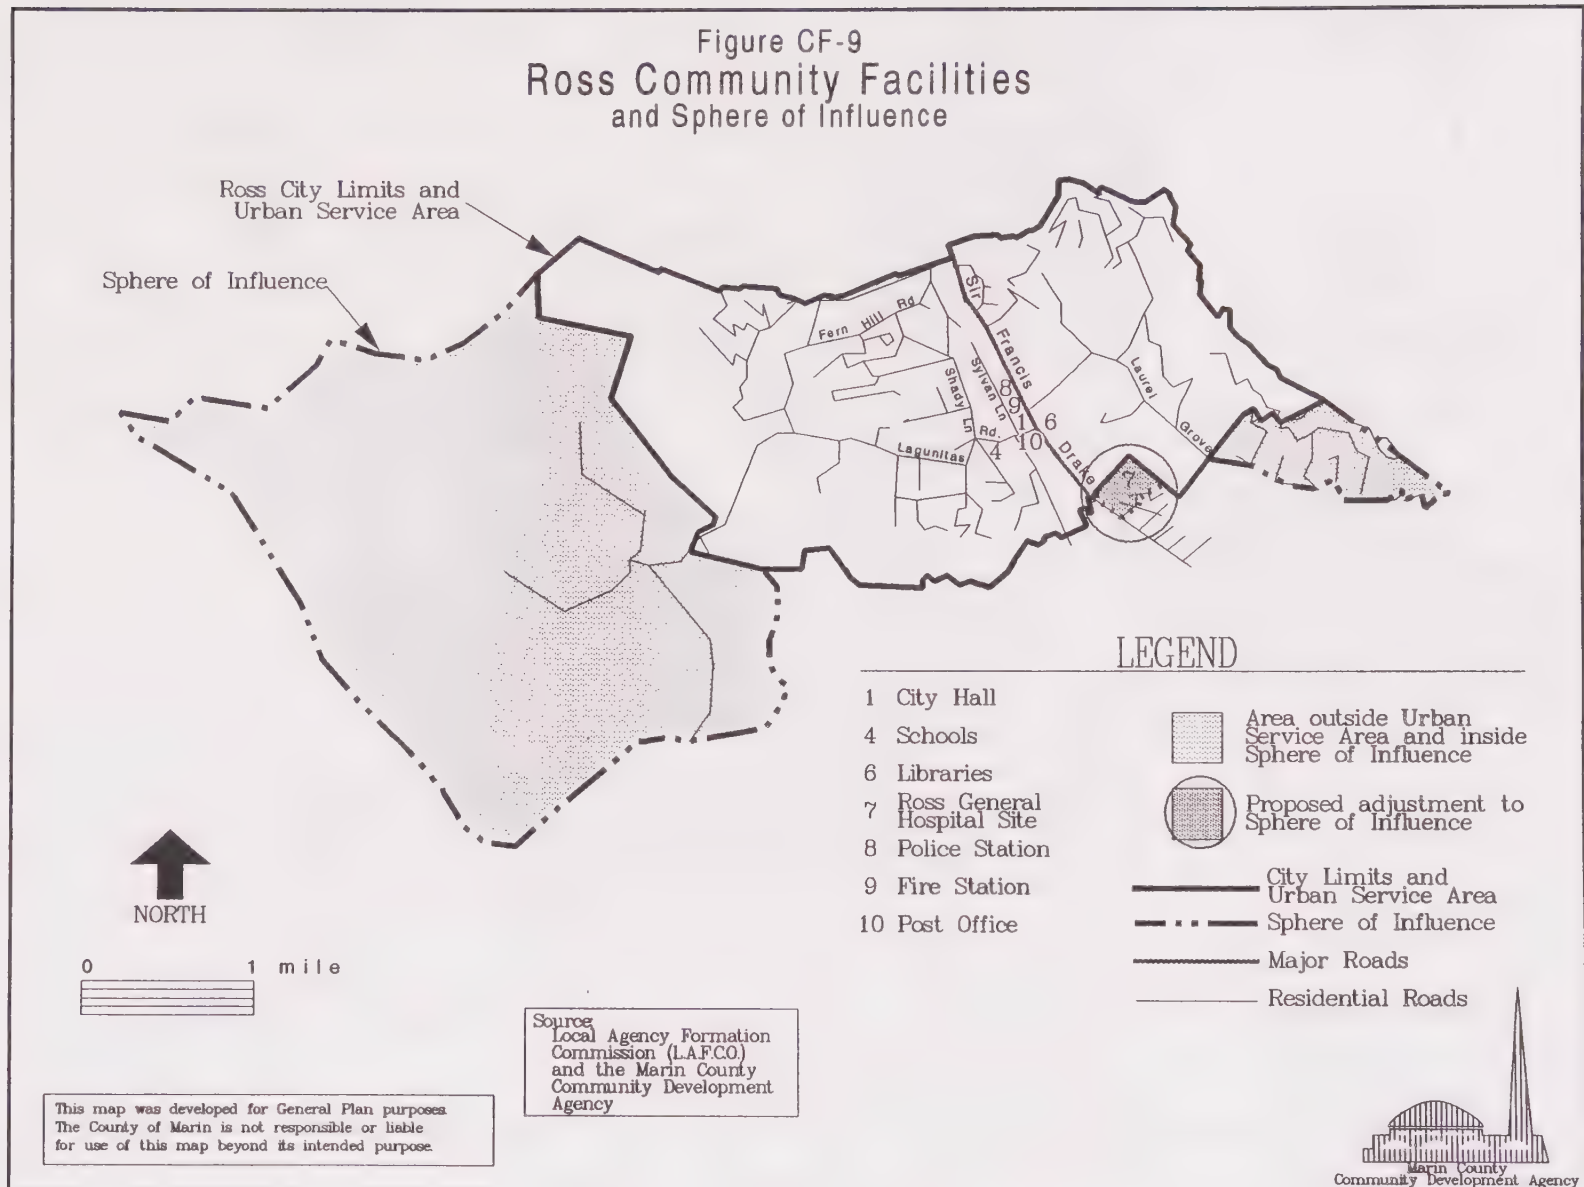 Figure CF-9
Ross Community Facilities
and Sphere of Influence
Ross City Limits and
Urban Service Area
Sphere of Influence
Sir
Francis
Drake
Fern Hill Rd
Shady
Ln
Sylvan Ln
Laurel
Grove
Lagunitas
Rd.
8
9
1
6
10
4
7
LEGEND
1 City Hall
4 Schools
6 Libraries
7 Ross General
Hospital Site
8 Police Station
9 Fire Station
10 Post Office
Area outside Urban
Service Area and inside
Sphere of Influence
Proposed adjustment to
Sphere of Influence
City Limits and
Urban Service Area
Sphere of Influence
Major Roads
Residential Roads
NORTH
0 1 mile
Source:
Local Agency Formation
Commission (L.A.F.C.O.)
and the Marin County
Community Development
Agency
This map was developed for General Plan purposes.
The County of Marin is not responsible or liable
for use of this map beyond its intended purpose.
Marin County
Community Development Agency